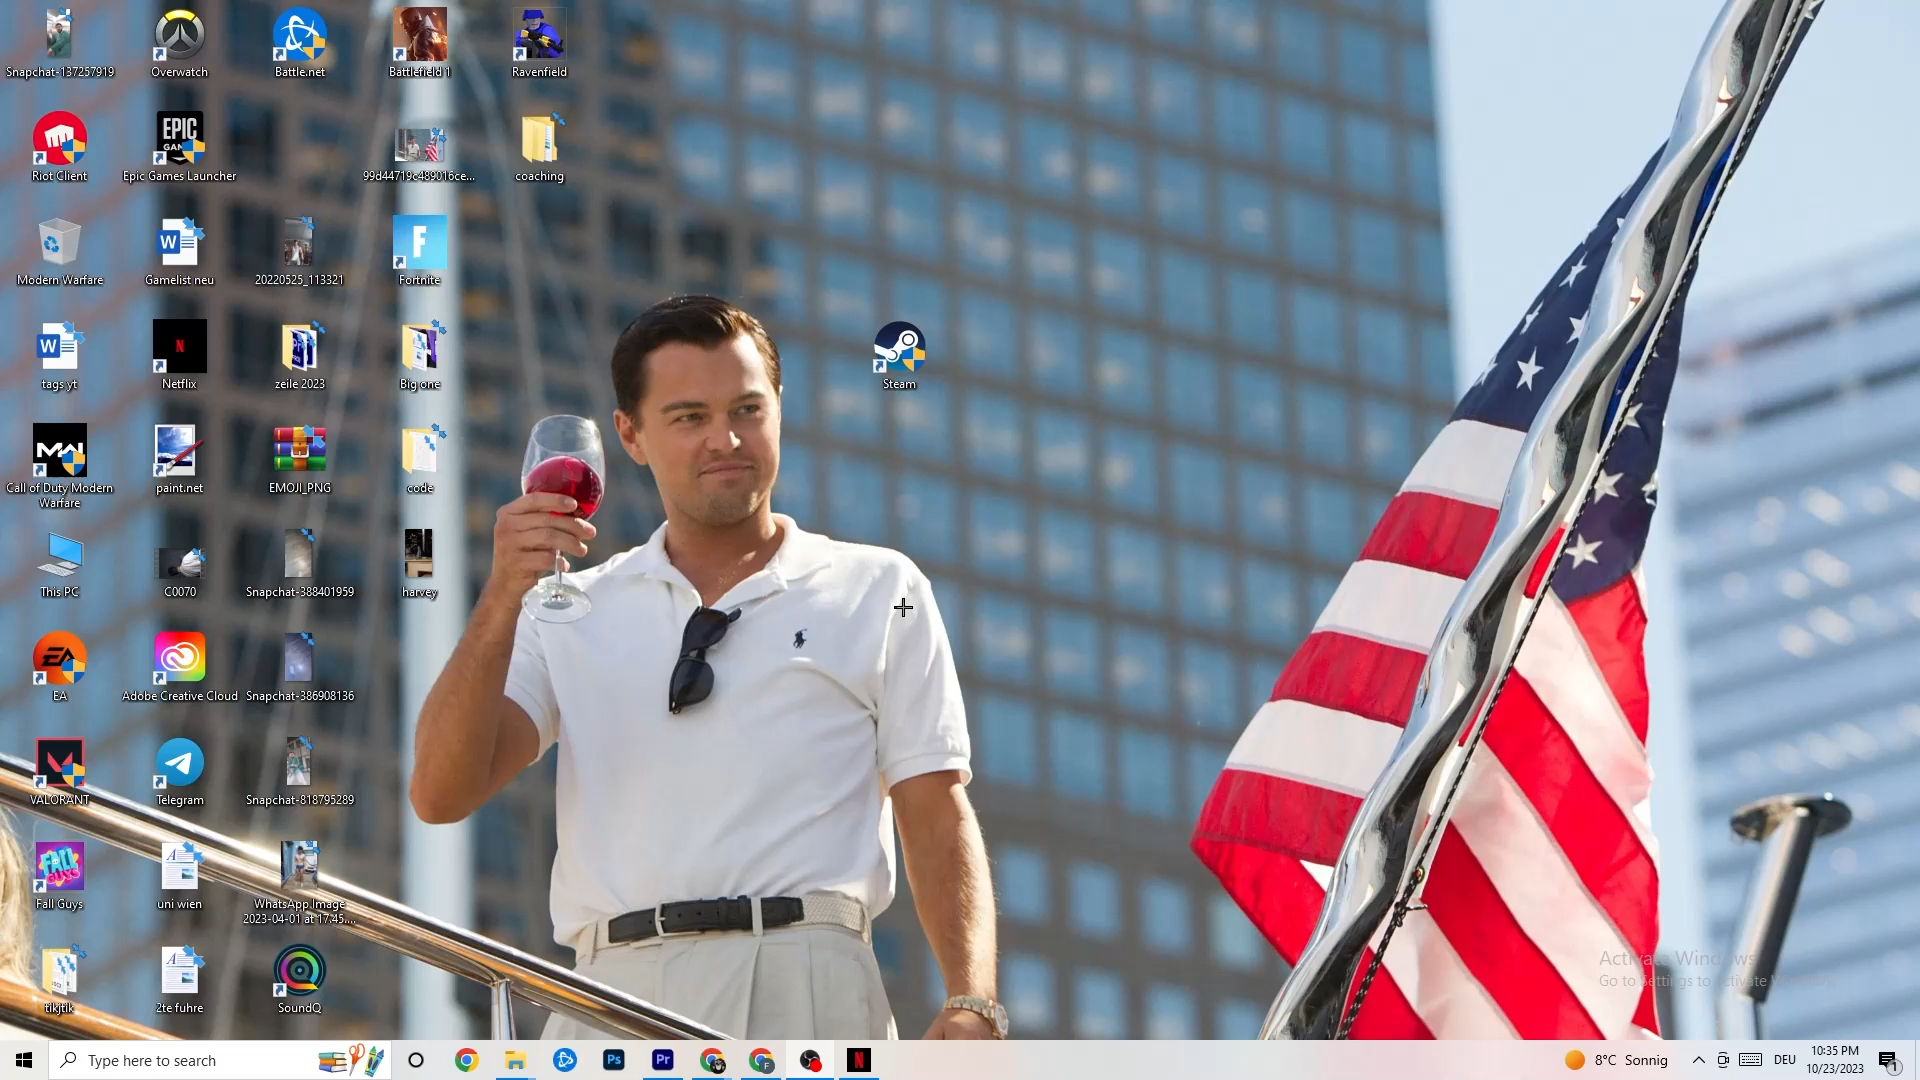 Snapchat-137257919
Overwatch
Battle.net
Battlefield 1
Ravenfield
EPIC
Riot Client
Epic Games Launcher
99d44719c489016ce...
coaching
Modern Warfare
Gamelist neu
20220525_113321
Fortnite
tags yt
Netflix
zeile 2023
Big one
Steam
Call of Duty Modern
Warfare
paint.net
EMOJI_PNG
code
This PC
C0070
Snapchat-388401959
harvey
EA
Adobe Creative Cloud
Snapchat-386908136
VALORANT
Telegram
Snapchat-818795289
Fall Guys
uni wien
WhatsApp Image
2023-04-01 at 17.45....
tikjtik
2te fuhre
SoundQ
Activate Windows
Go to Settings to activate
Type here to search
Ps
Pr
8°C Sonnig
DEU
10:35 PM
10/23/2023